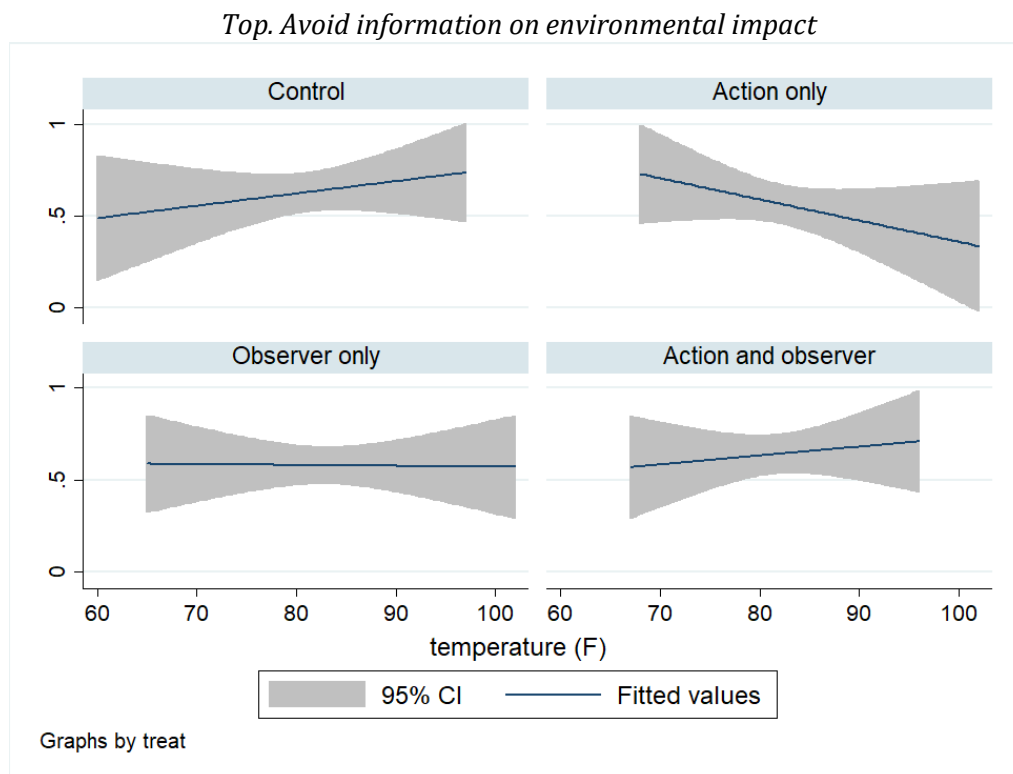 Top. Avoid information on environmental impact
Control
Action only
1
.5
0
Observer only
Action and observer
1
.5
0
60 70 80 90 100 60 70 80 90 100
temperature (F)
95% CI Fitted values
Graphs by treat